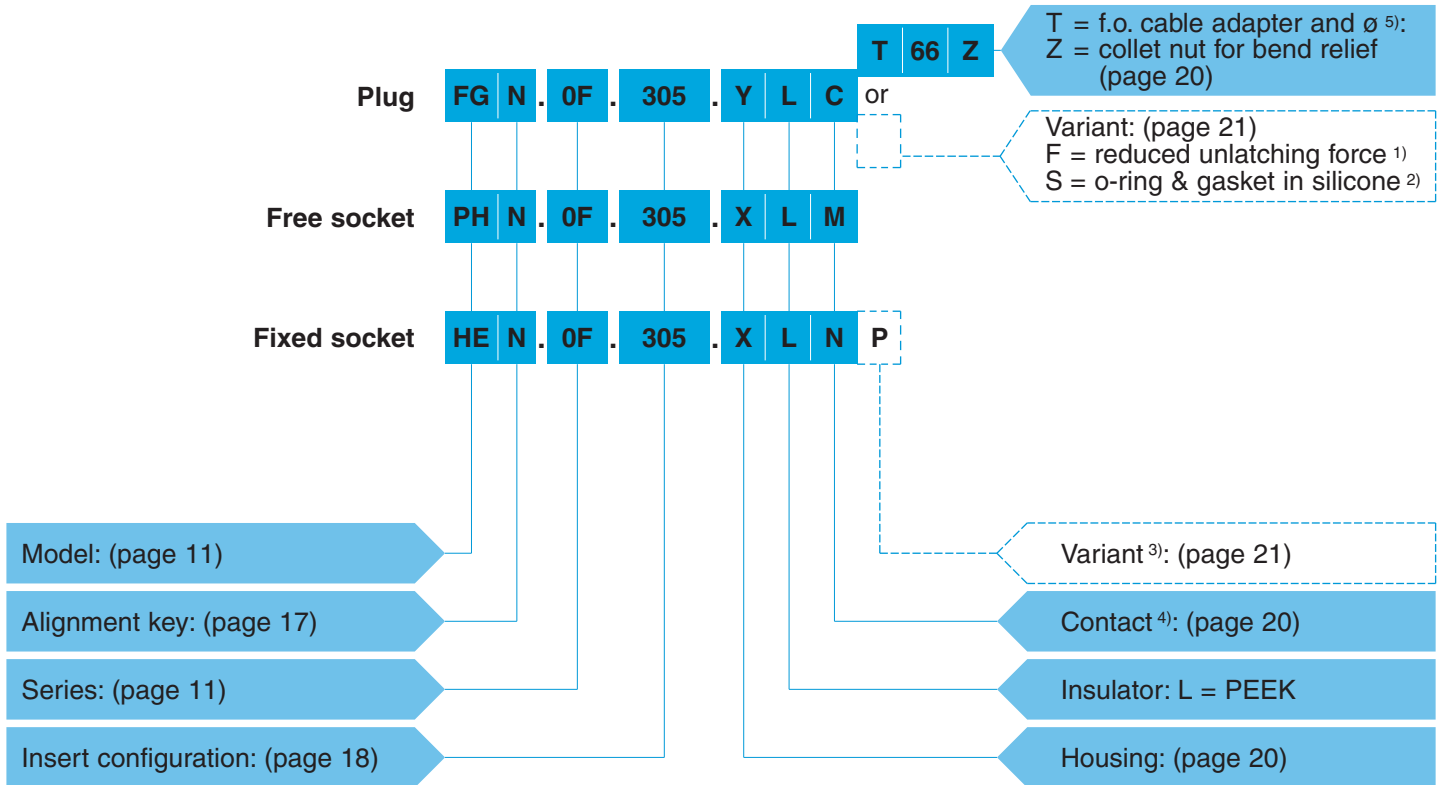 T 66 Z
T = f.o. cable adapter and ø 5):
Z = collet nut for bend relief
(page 20)
Plug FG N . 0F . 305 . Y L C or
Variant: (page 21)
F = reduced unlatching force 1)
S = o-ring & gasket in silicone 2)
Free socket PH N . 0F . 305 . X L M
Fixed socket HE N . 0F . 305 . X L N P
Model: (page 11)
Alignment key: (page 17)
Series: (page 11)
Insert configuration: (page 18)
Variant 3): (page 21)
Contact 4): (page 20)
Insulator: L = PEEK
Housing: (page 20)